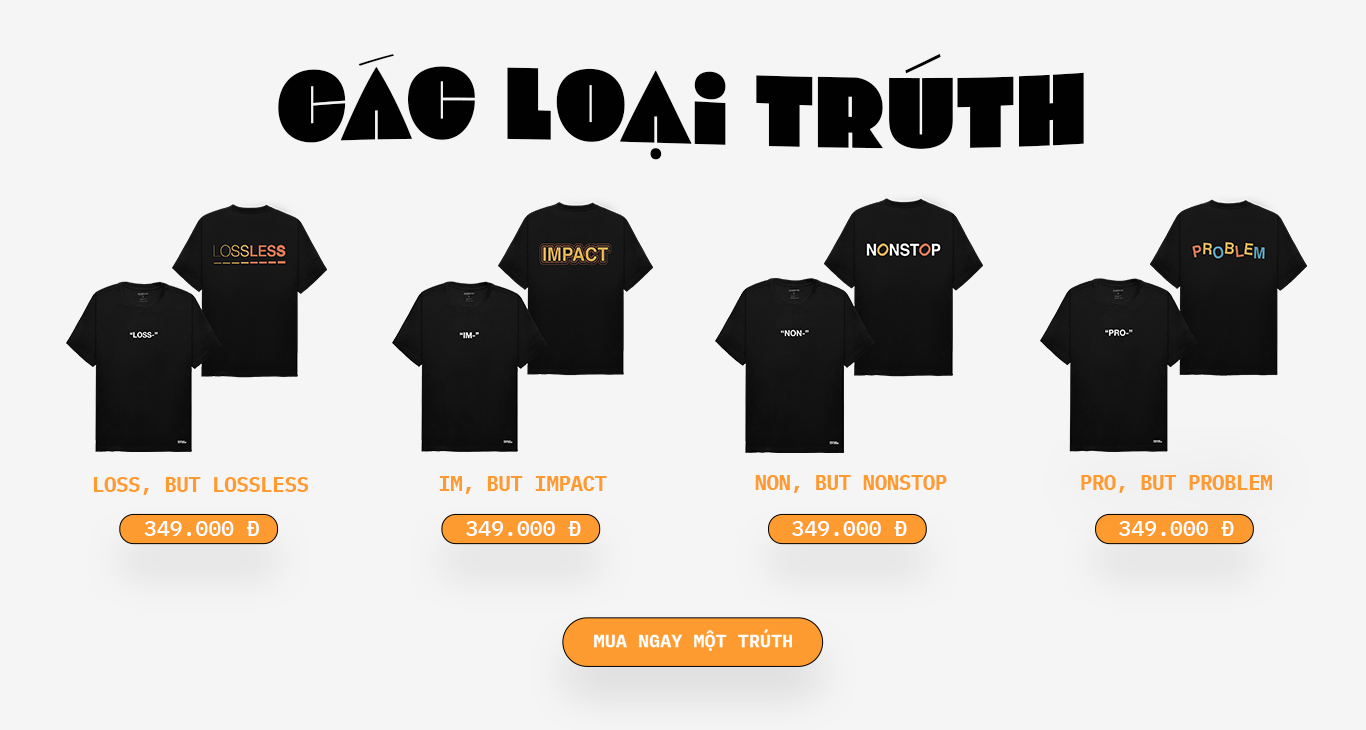 CÁC LOẠi TRÚTH
LOSSLESS
"LOSS-"
IMPACT
"IM-"
NONSTOP
"NON-"
PROBLEM
"PRO-"
LOSS, BUT LOSSLESS
IM, BUT IMPACT
NON, BUT NONSTOP
PRO, BUT PROBLEM
349.000 Đ
349.000 Đ
349.000 Đ
349.000 Đ
MUA NGAY MỘT TRÚTH